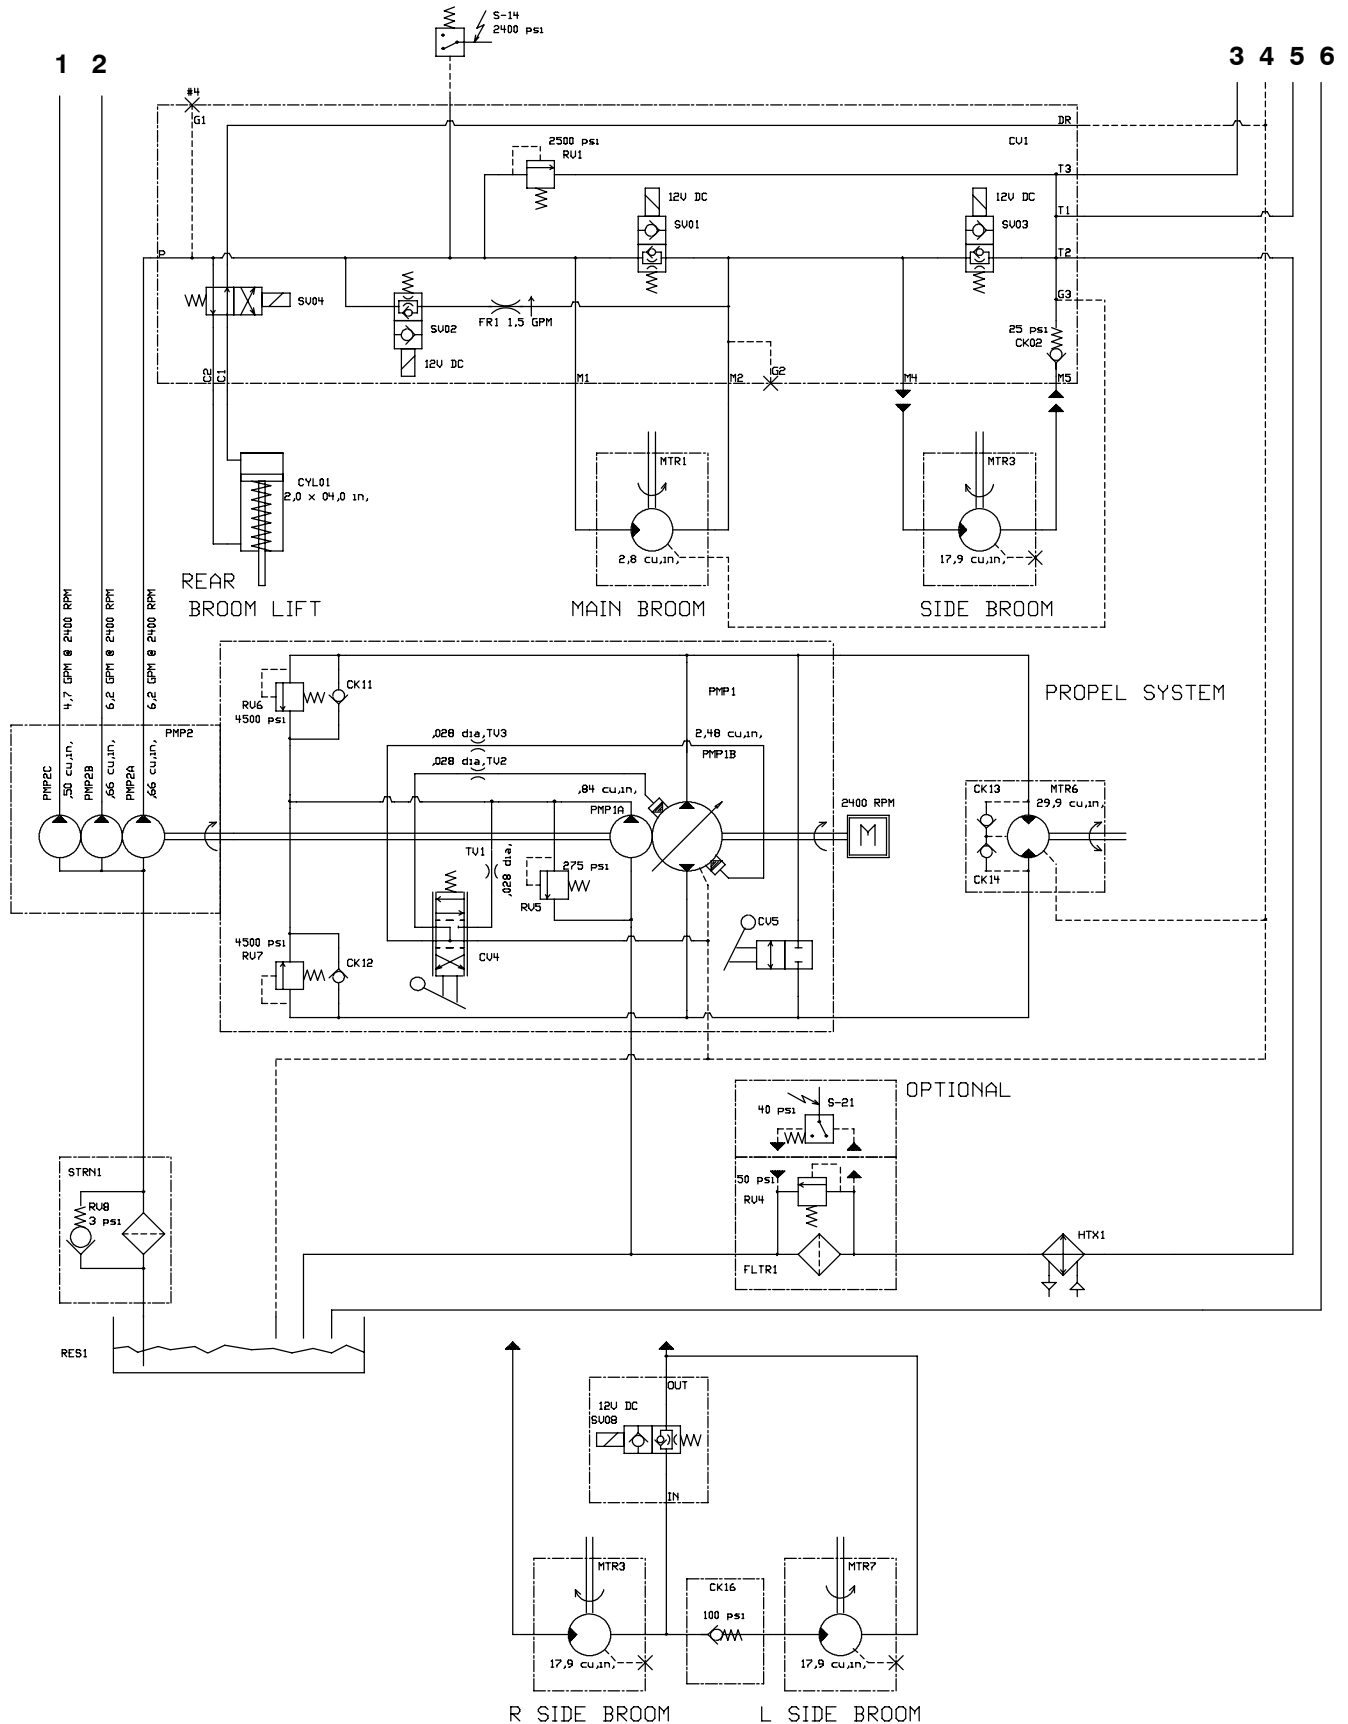 S-14
2400 psi
1 2
3 4 5 6
#4
G1
DR
CV1
2500 psi
RV1
T3
12V DC
12V DC
T1
SV01
SV03
P
T2
G3
SV04
FR1 1,5 GPM
SV02
25 psi
CK02
12V DC
C2
C1
M1
M2
G2
M4
M5
MTR1
MTR3
CYL01
2,0 x 04,0 in,
2,8 cu,in,
17,9 cu,in,
REAR
BROOM LIFT
MAIN BROOM
SIDE BROOM
4,7 GPM @ 2400 RPM
6,2 GPM @ 2400 RPM
6,2 GPM @ 2400 RPM
CK11
PMP1
PROPEL SYSTEM
RV6
4500 psi
PMP2
,028 dia,TV3
2,48 cu,in,
PMP1B
,028 dia,TV2
PMP2C
,50 cu,in,
PMP2B
,66 cu,in,
PMP2A
,66 cu,in,
,84 cu,in,
PMP1A
2400 RPM
M
CK13
MTR6
29,9 cu,in,
TV1
,028 dia,
275 psi
RV5
CK14
CV5
4500 psi
RV7
CK12
CV4
OPTIONAL
40 psi
S-21
STRN1
50 psi
RV4
RV8
3 psi
HTX1
FLTR1
RES1
OUT
12V DC
SV08
IN
MTR3
MTR7
CK16
100 psi
17,9 cu,in,
17,9 cu,in,
R SIDE BROOM
L SIDE BROOM